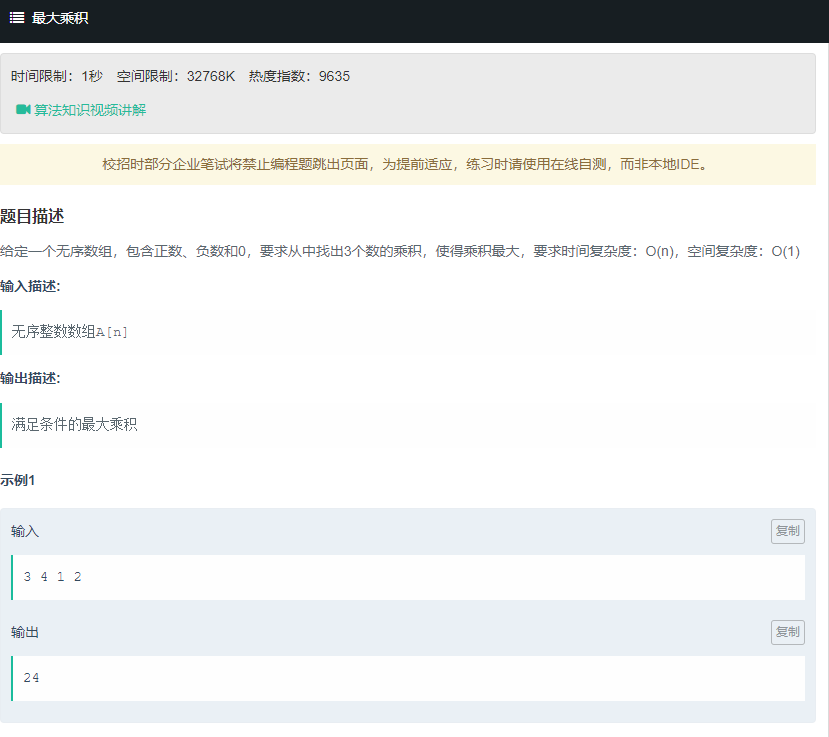 最大乘积
时间限制：1秒 空间限制：32768K 热度指数：9635
算法知识视频讲解
校招时部分企业笔试将禁止编程题跳出页面，为提前适应，练习时请使用在线自测，而非本地IDE。
题目描述
给定一个无序数组，包含正数、负数和0，要求从中找出3个数的乘积，使得乘积最大，要求时间复杂度：O(n)，空间复杂度：O(1)
输入描述:
无序整数数组A[n]
输出描述:
满足条件的最大乘积
示例1
输入 复制
3 4 1 2
输出 复制
24